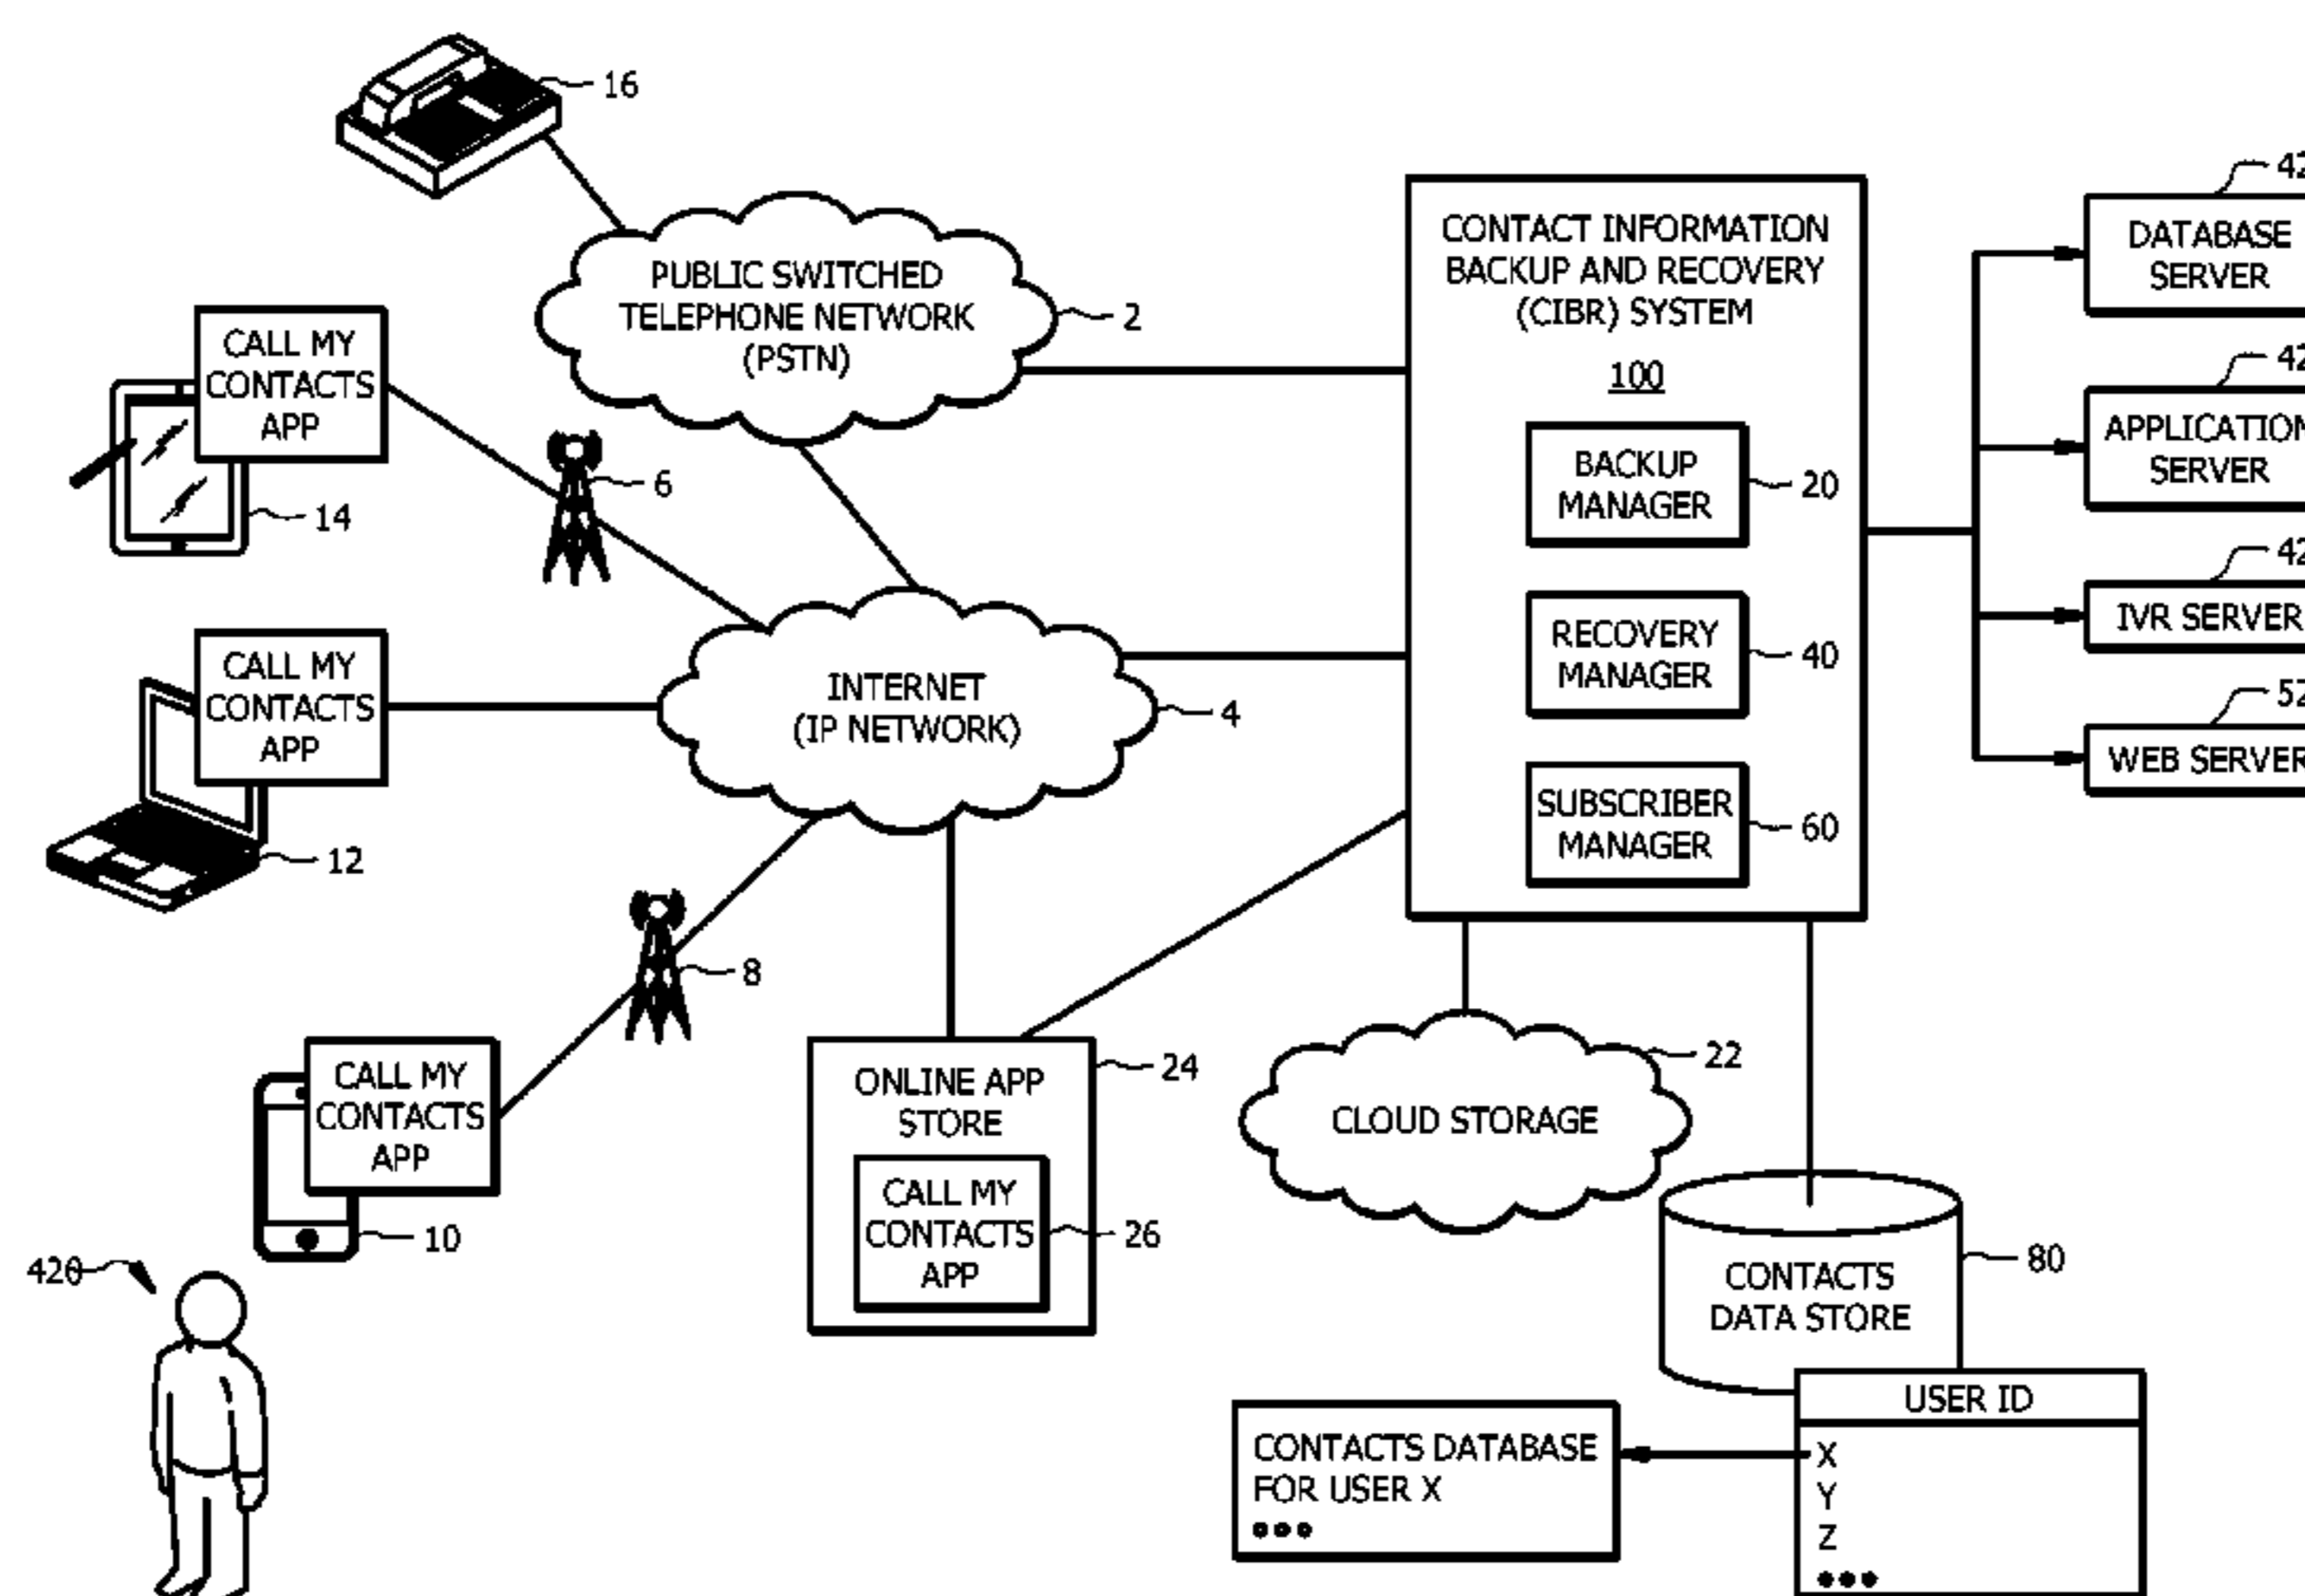 16
PUBLIC SWITCHED
TELEPHONE NETWORK
(PSTN)
2
CALL MY
CONTACTS
APP
14
6
CALL MY
CONTACTS
APP
12
INTERNET
(IP NETWORK)
4
8
CALL MY
CONTACTS
APP
10
420
ONLINE APP
STORE
24
CALL MY
CONTACTS
APP
26
CONTACT INFORMATION
BACKUP AND RECOVERY
(CIBR) SYSTEM
100
BACKUP
MANAGER
20
RECOVERY
MANAGER
40
SUBSCRIBER
MANAGER
60
42
DATABASE
SERVER
42
APPLICATION
SERVER
42
IVR SERVER
52
WEB SERVER
CLOUD STORAGE
22
CONTACTS
DATA STORE
80
USER ID
X
Y
Z
CONTACTS DATABASE
FOR USER X